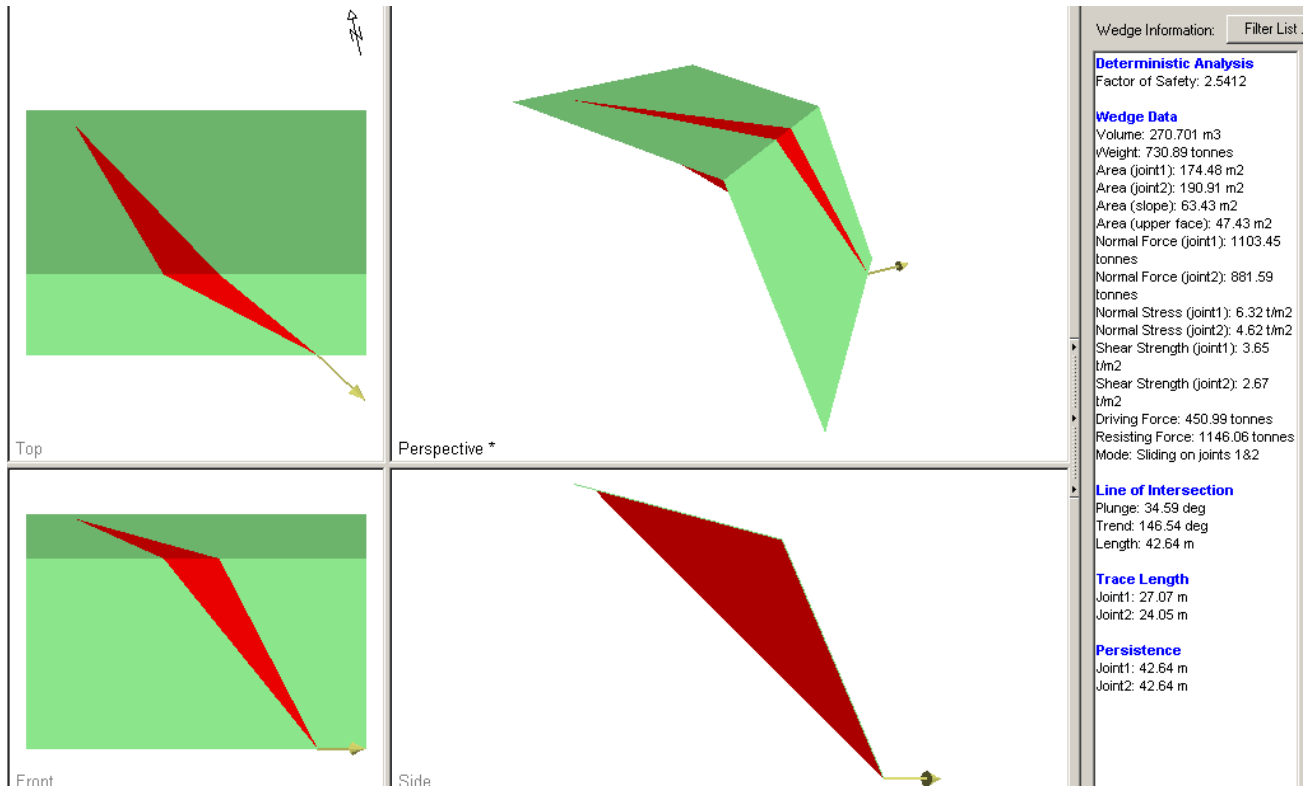 N
Top
Perspective *
Front
Side
Wedge Information:
Filter List
Deterministic Analysis
Factor of Safety: 2.5412
Wedge Data
Volume: 270.701 m3
Weight: 730.89 tonnes
Area (joint1): 174.48 m2
Area (joint2): 190.91 m2
Area (slope): 63.43 m2
Area (upper face): 47.43 m2
Normal Force (joint1): 1103.45
tonnes
Normal Force (joint2): 881.59
tonnes
Normal Stress (joint1): 6.32 t/m2
Normal Stress (joint2): 4.62 t/m2
Shear Strength (joint1): 3.65
t/m2
Shear Strength (joint2): 2.67
t/m2
Driving Force: 450.99 tonnes
Resisting Force: 1146.06 tonnes
Mode: Sliding on joints 1&2
Line of Intersection
Plunge: 34.59 deg
Trend: 146.54 deg
Length: 42.64 m
Trace Length
Joint1: 27.07 m
Joint2: 24.05 m
Persistence
Joint1: 42.64 m
Joint2: 42.64 m